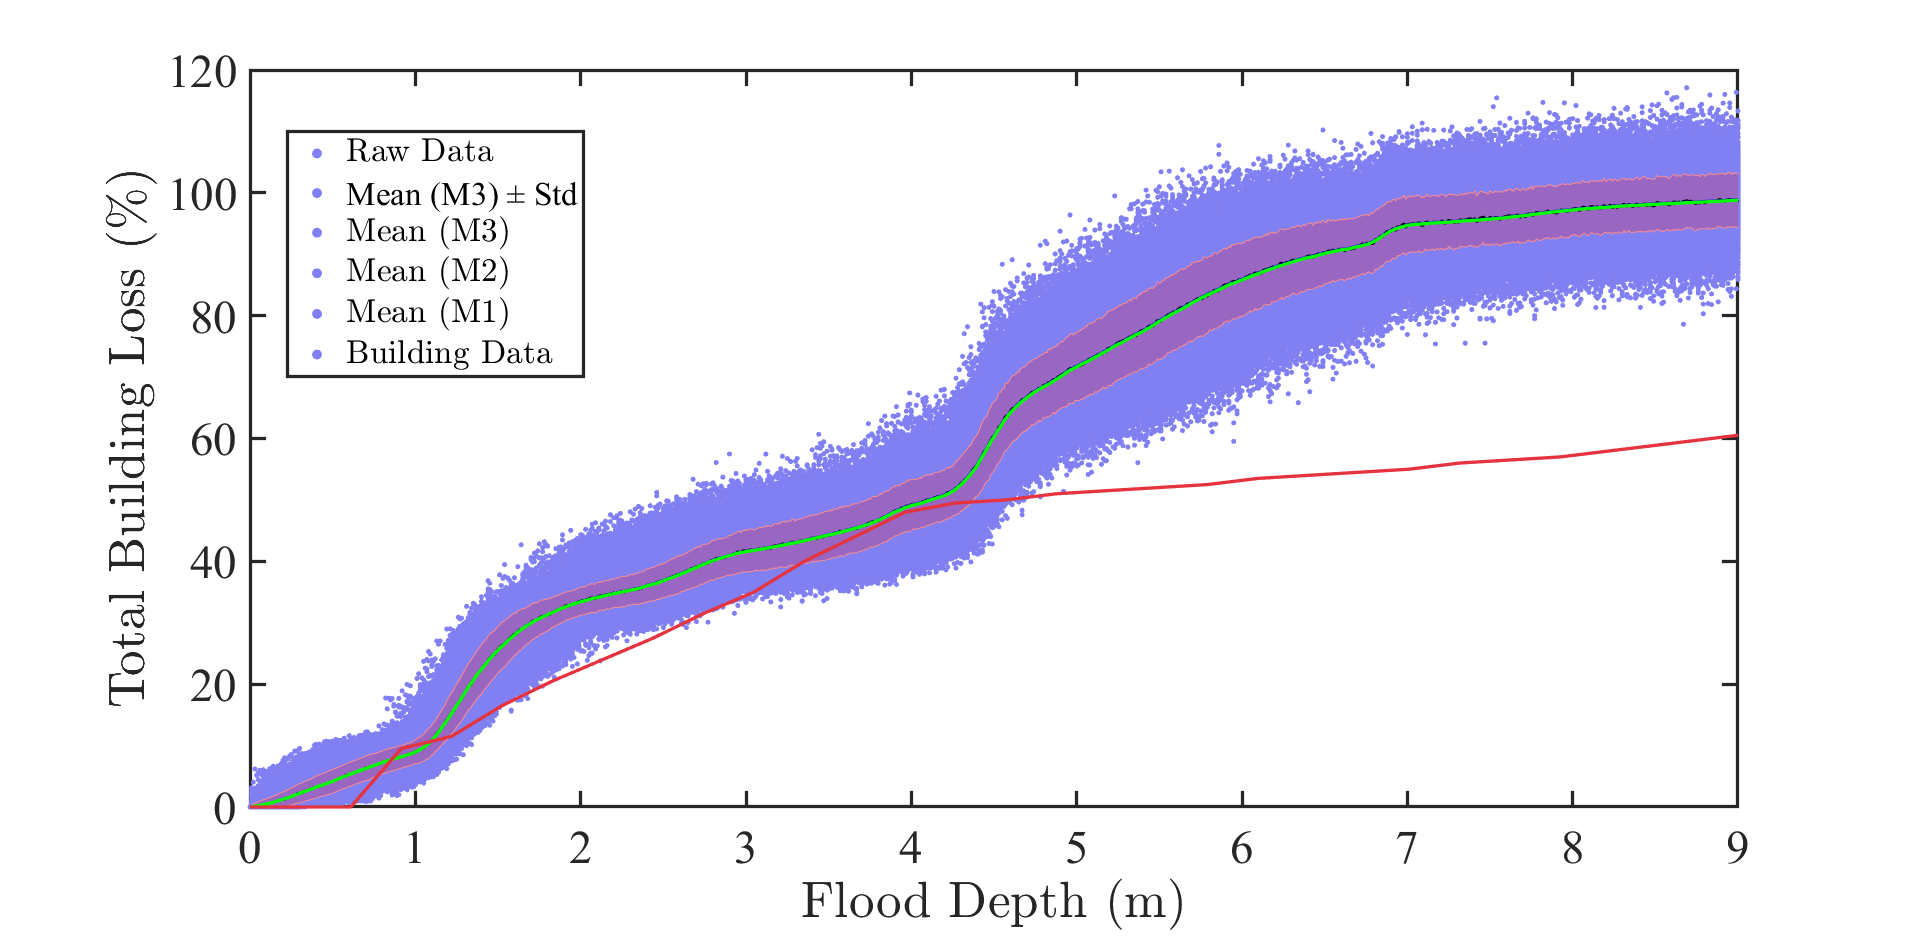 120
100
80
60
40
20
0
Total Building Loss (%)
Raw Data
Mean (M3) ± Std
Mean (M3)
Mean (M2)
Mean (M1)
Building Data
0 1 2 3 4 5 6 7 8 9
Flood Depth (m)